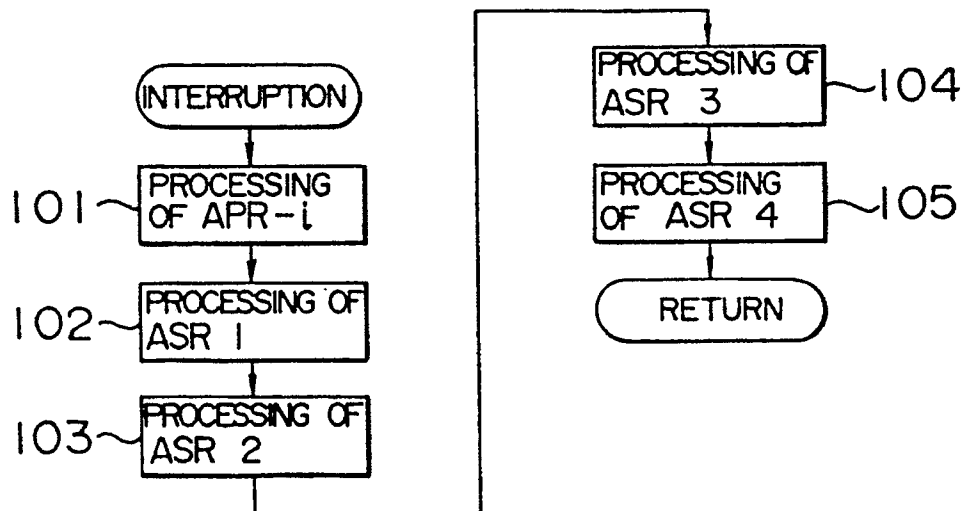 INTERRUPTION
101
PROCESSING
OF APR-i
102
PROCESSING OF
ASR 1
103
PROCESSING OF
ASR 2
PROCESSING OF
ASR 3
104
PROCESSING
OF ASR 4
105
RETURN